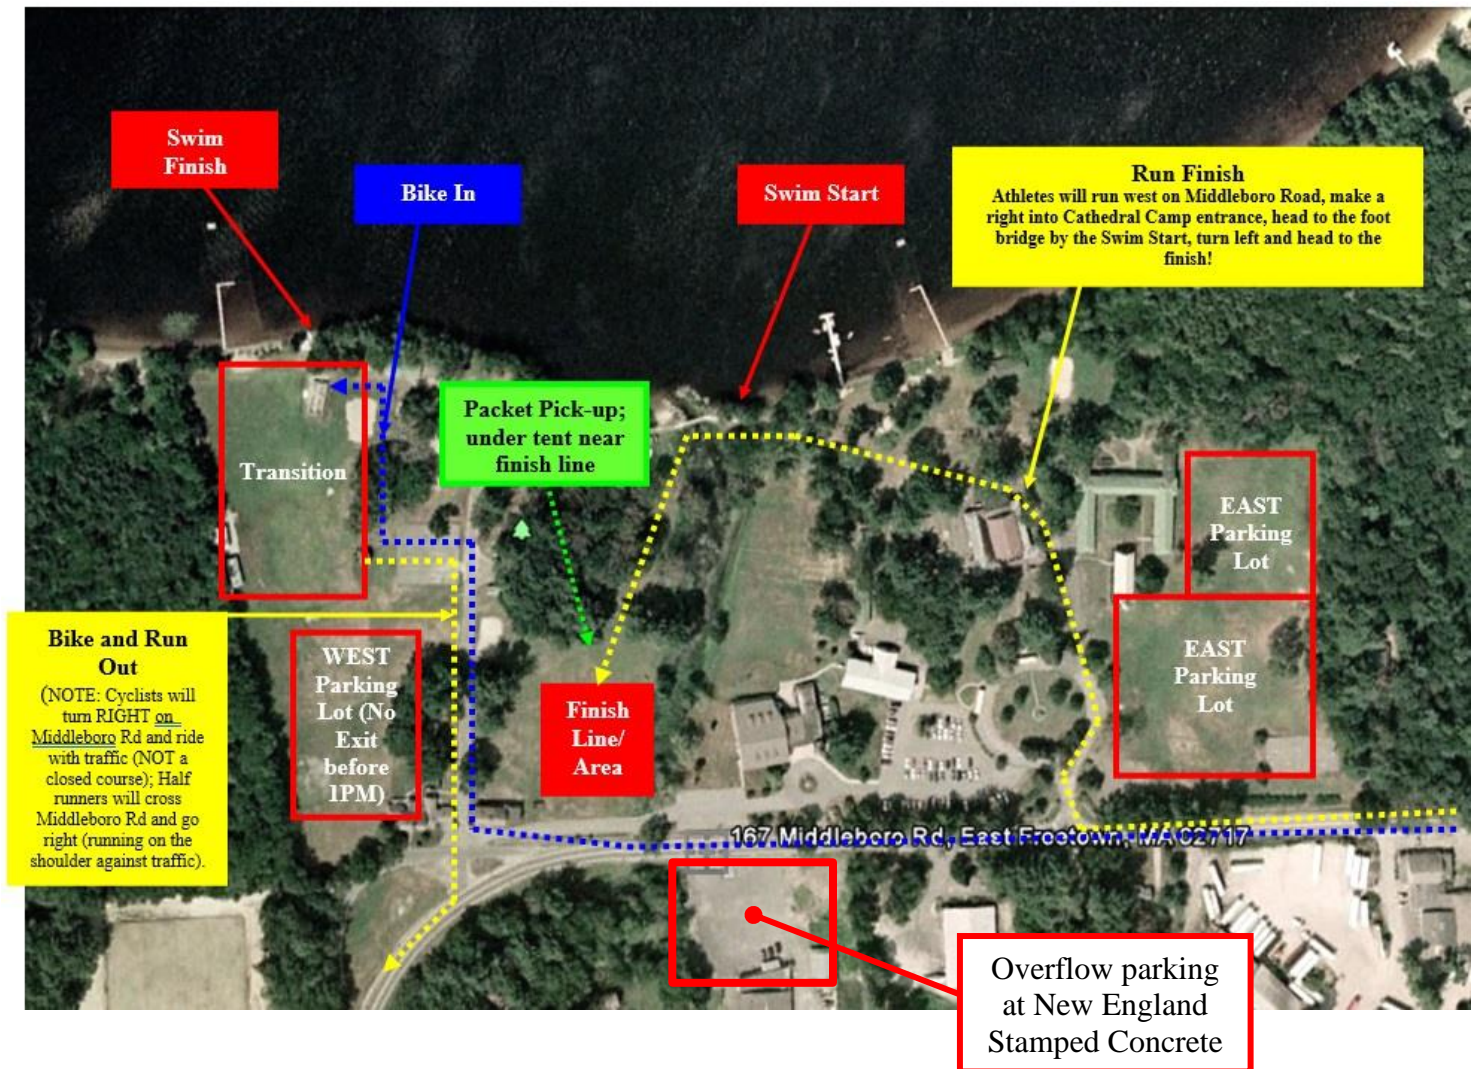 Swim
Finish
Bike In
Swim Start
Run Finish
Athletes will run west on Middleboro Road, make a
right into Cathedral Camp entrance, head to the foot
bridge by the Swim Start, turn left and head to the
finish!
Packet Pick-up;
under tent near
finish line
Transition
EAST
Parking
Lot
EAST
Parking
Lot
Bike and Run
Out
(NOTE: Cyclists will
turn RIGHT on
Middleboro Rd and ride
with traffic (NOT a
closed course); Half
runners will cross
Middleboro Rd and go
right (running on the
shoulder against traffic).
WEST
Parking
Lot (No
Exit
before
1PM)
Finish
Line/
Area
167 Middleboro Rd, East Freetown, MA 02717
Overflow parking
at New England
Stamped Concrete